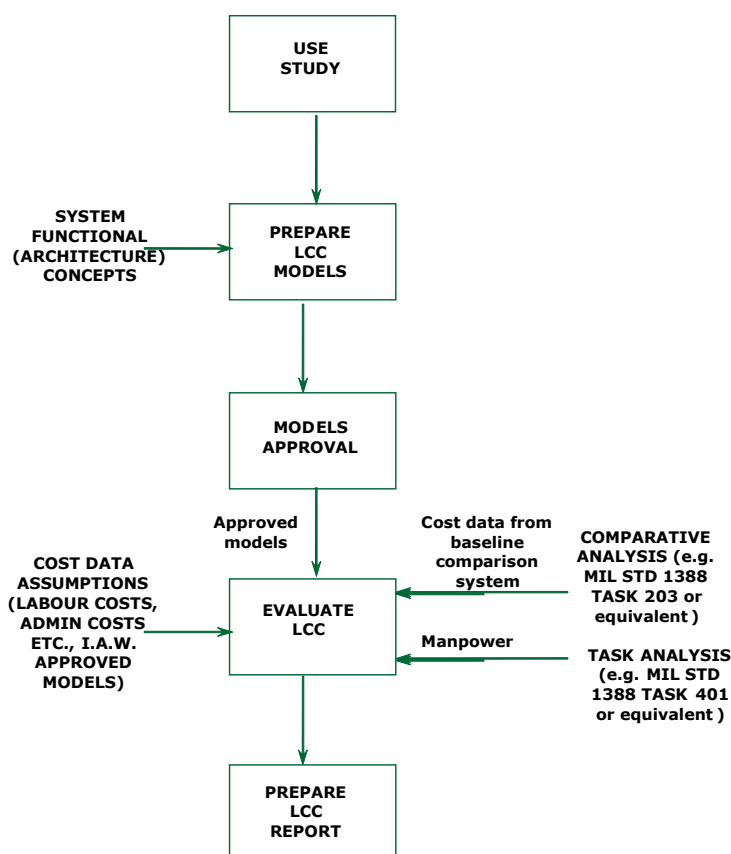 USE
STUDY
SYSTEM
FUNCTIONAL
(ARCHITECTURE)
CONCEPTS
PREPARE
LCC
MODELS
MODELS
APPROVAL
Approved
models
Cost data from
baseline
comparison
system
COMPARATIVE
ANALYSIS (e.g.
MIL STD 1388
TASK 203 or
equivalent )
COST DATA
ASSUMPTIONS
(LABOUR COSTS,
ADMIN COSTS
ETC., I.A.W.
APPROVED
MODELS)
EVALUATE
LCC
Manpower
TASK ANALYSIS
(e.g. MIL STD
1388 TASK 401
or equivalent )
PREPARE
LCC
REPORT